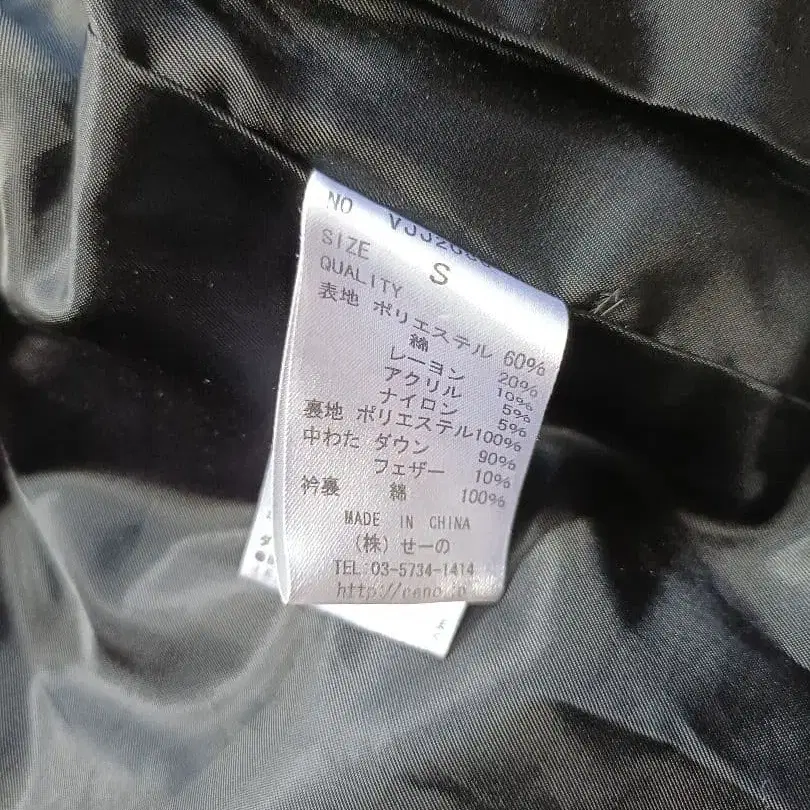 NO
SIZE S
QUALITY
表地 ポリエステル 60%
綿 20%
レーヨン 10%
アクリル 5%
ナイロン 5%
裏地 ポリエステル100%
中わた ダウン 90%
フェザー 10%
衿裏 綿 100%
MADE IN CHINA
(株)せーの
TEL:03-5734-1414